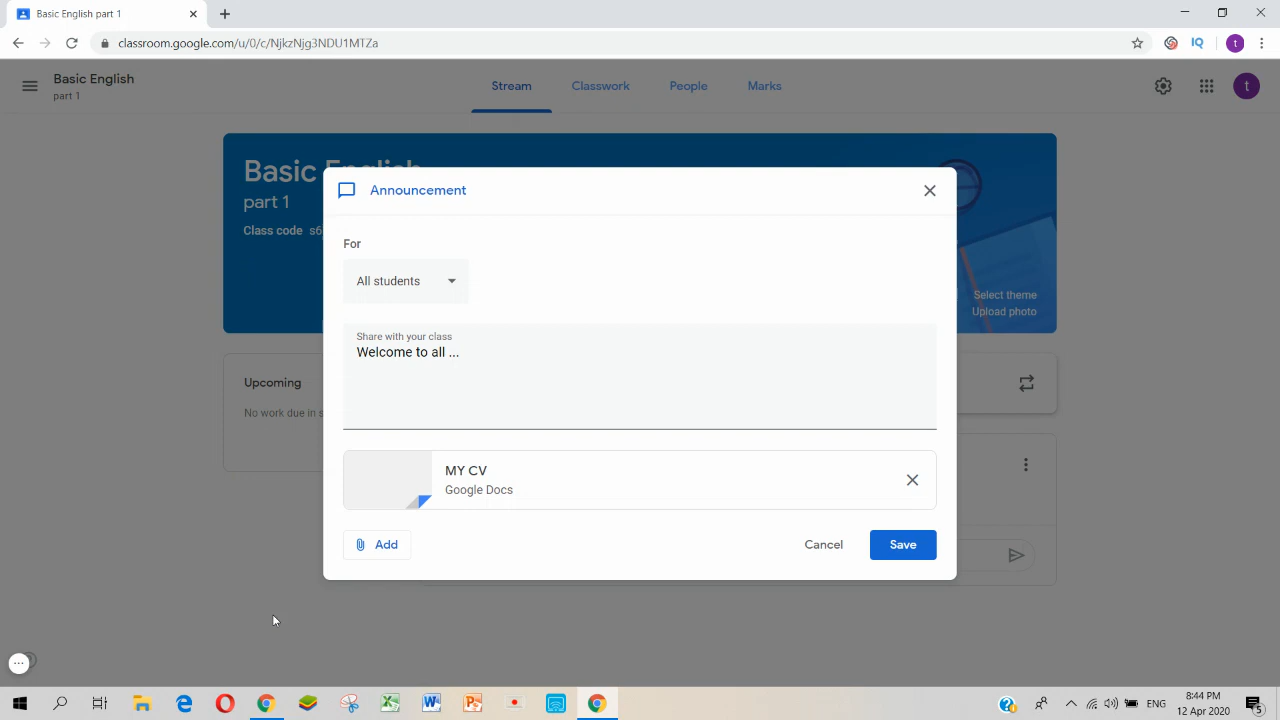 Basic English part 1
classroom.google.com/u/0/c/NjkzNjg3NDU1MTZa
IQ
t
Basic English
part 1
Stream
Classwork
People
Marks
t
Basic English
part 1
Class code s6
Select theme
Upload photo
Announcement
For
All students
Share with your class
Welcome to all ...
MY CV
Google Docs
Add
Cancel
Save
Upcoming
No work due in s
ENG
8:44 PM
12 Apr 2020
5